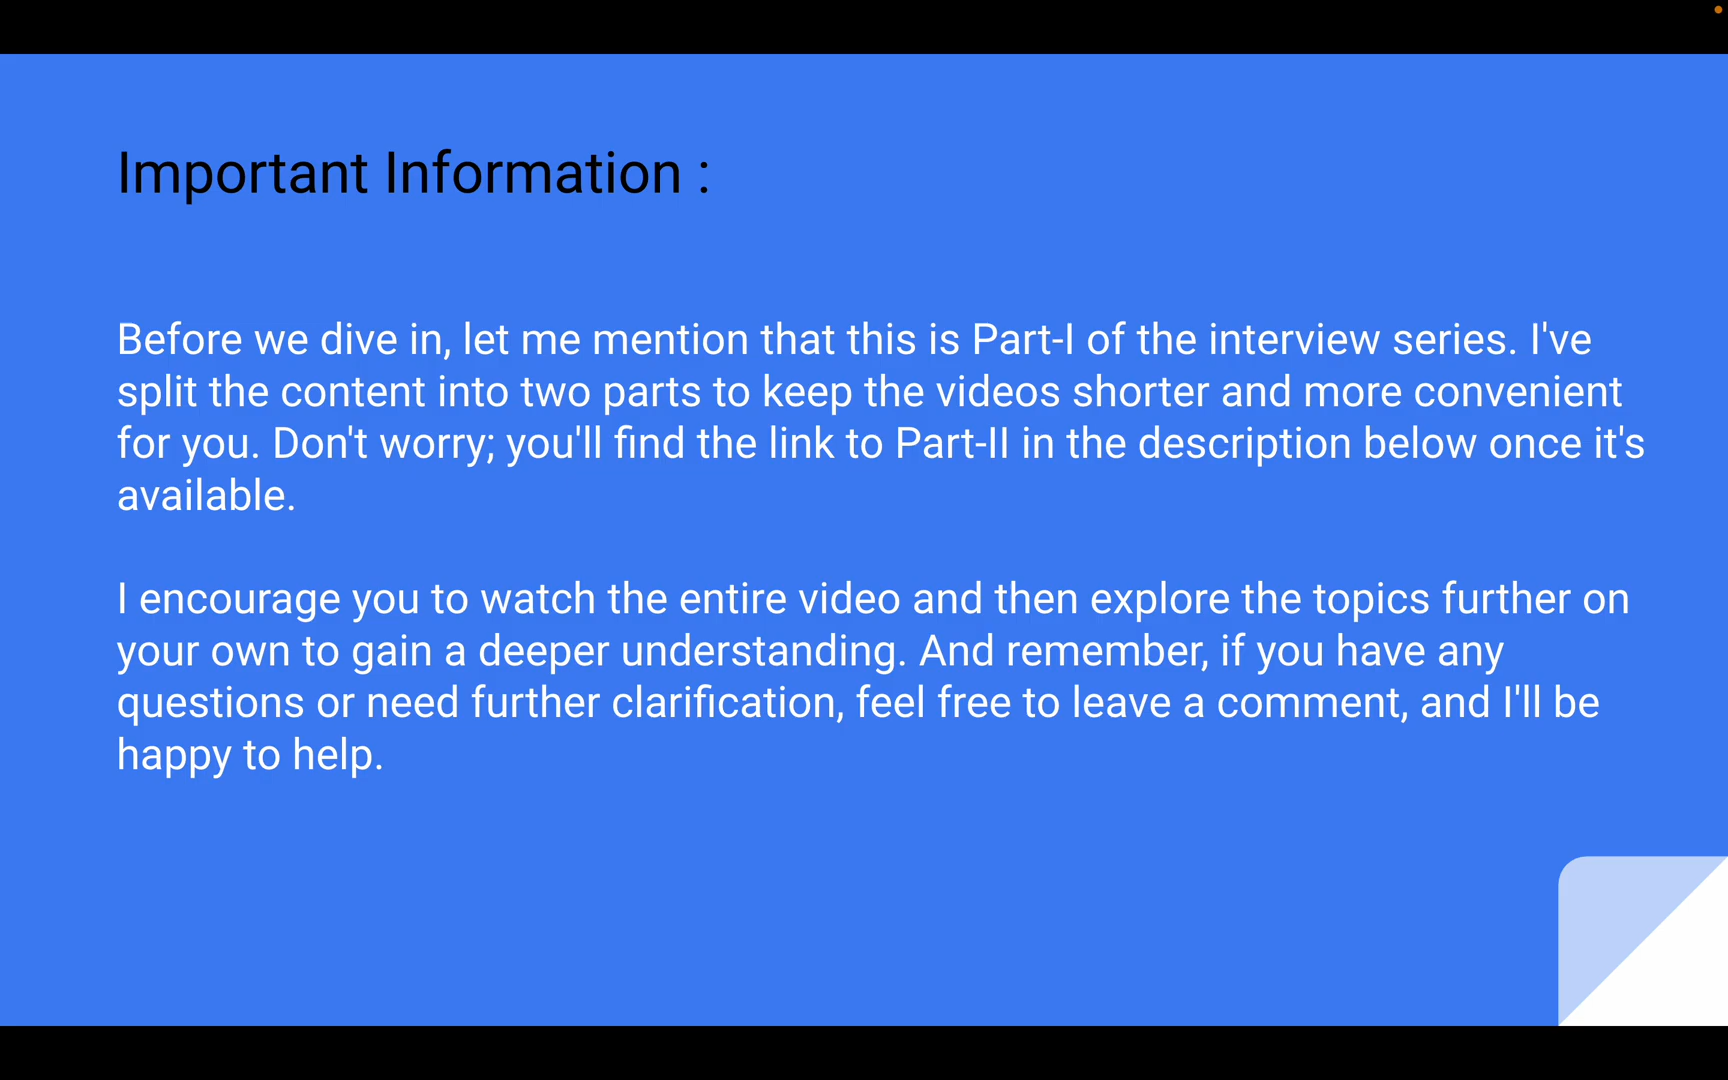 Important Information :
Before we dive in, let me mention that this is Part-I of the interview series. I've
split the content into two parts to keep the videos shorter and more convenient
for you. Don't worry; you'll find the link to Part-II in the description below once it's
available.
I encourage you to watch the entire video and then explore the topics further on
your own to gain a deeper understanding. And remember, if you have any
questions or need further clarification, feel free to leave a comment, and I'll be
happy to help.